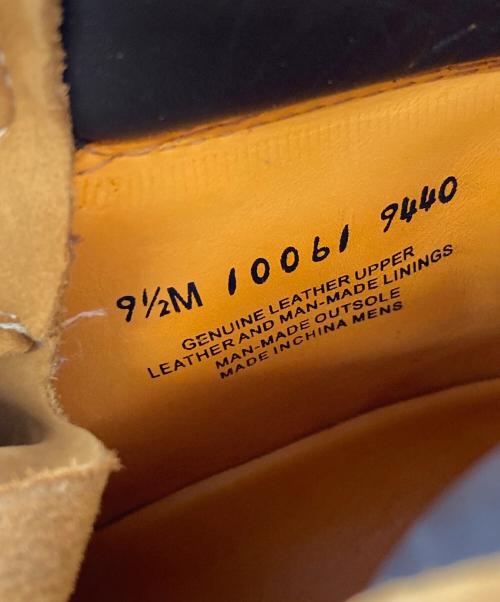 9½M 10061 9440
GENUINE LEATHER UPPER
LEATHER AND MAN-MADE LININGS
MAN-MADE OUTSOLE
MADE IN CHINA MENS